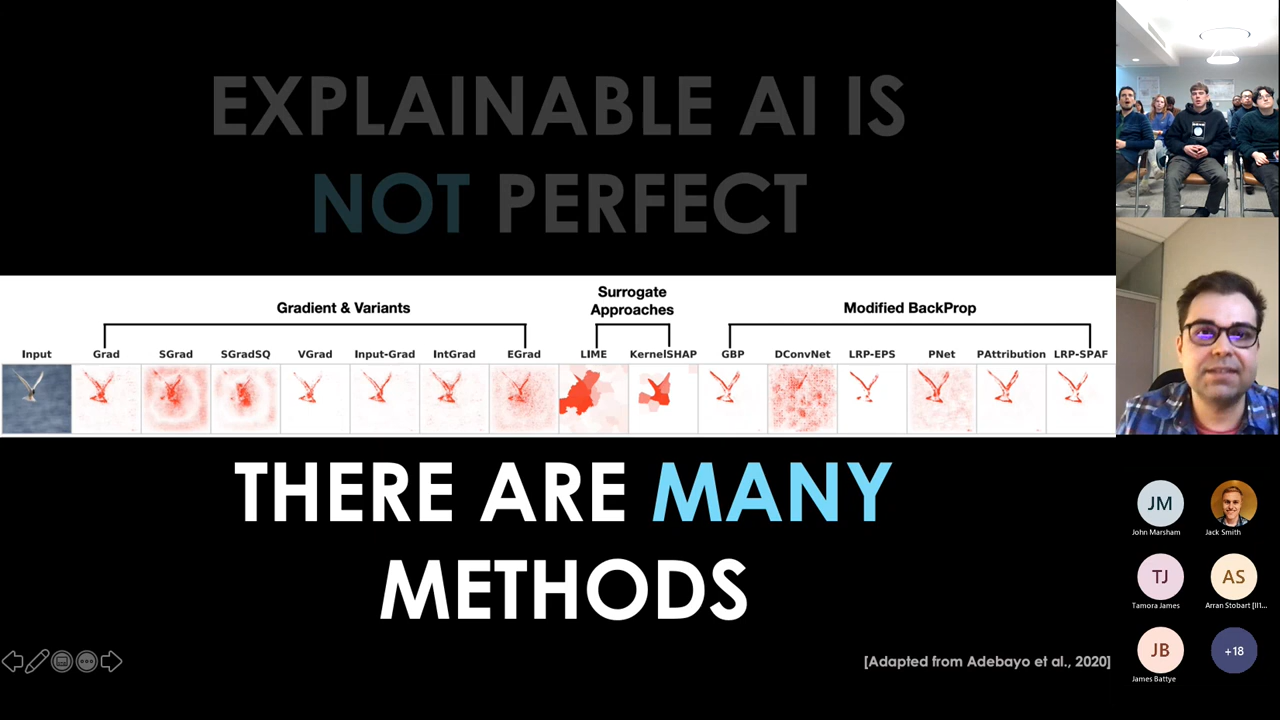 EXPLAINABLE AI IS
NOT PERFECT
Gradient & Variants
Surrogate
Approaches
Modified BackProp
Input
Grad
SGrad
SGradSQ
VGrad
Input-Grad
IntGrad
EGrad
LIME
KernelSHAP
GBP
DConvNet
LRP-EPS
PNet
PAttribution
LRP-SPAF
THERE ARE MANY
METHODS
[Adapted from Adebayo et al., 2020]
JM
John Marsham
Jack Smith
TJ
Tamora James
AS
Arran Stobart [ll1...
JB
James Battye
+18